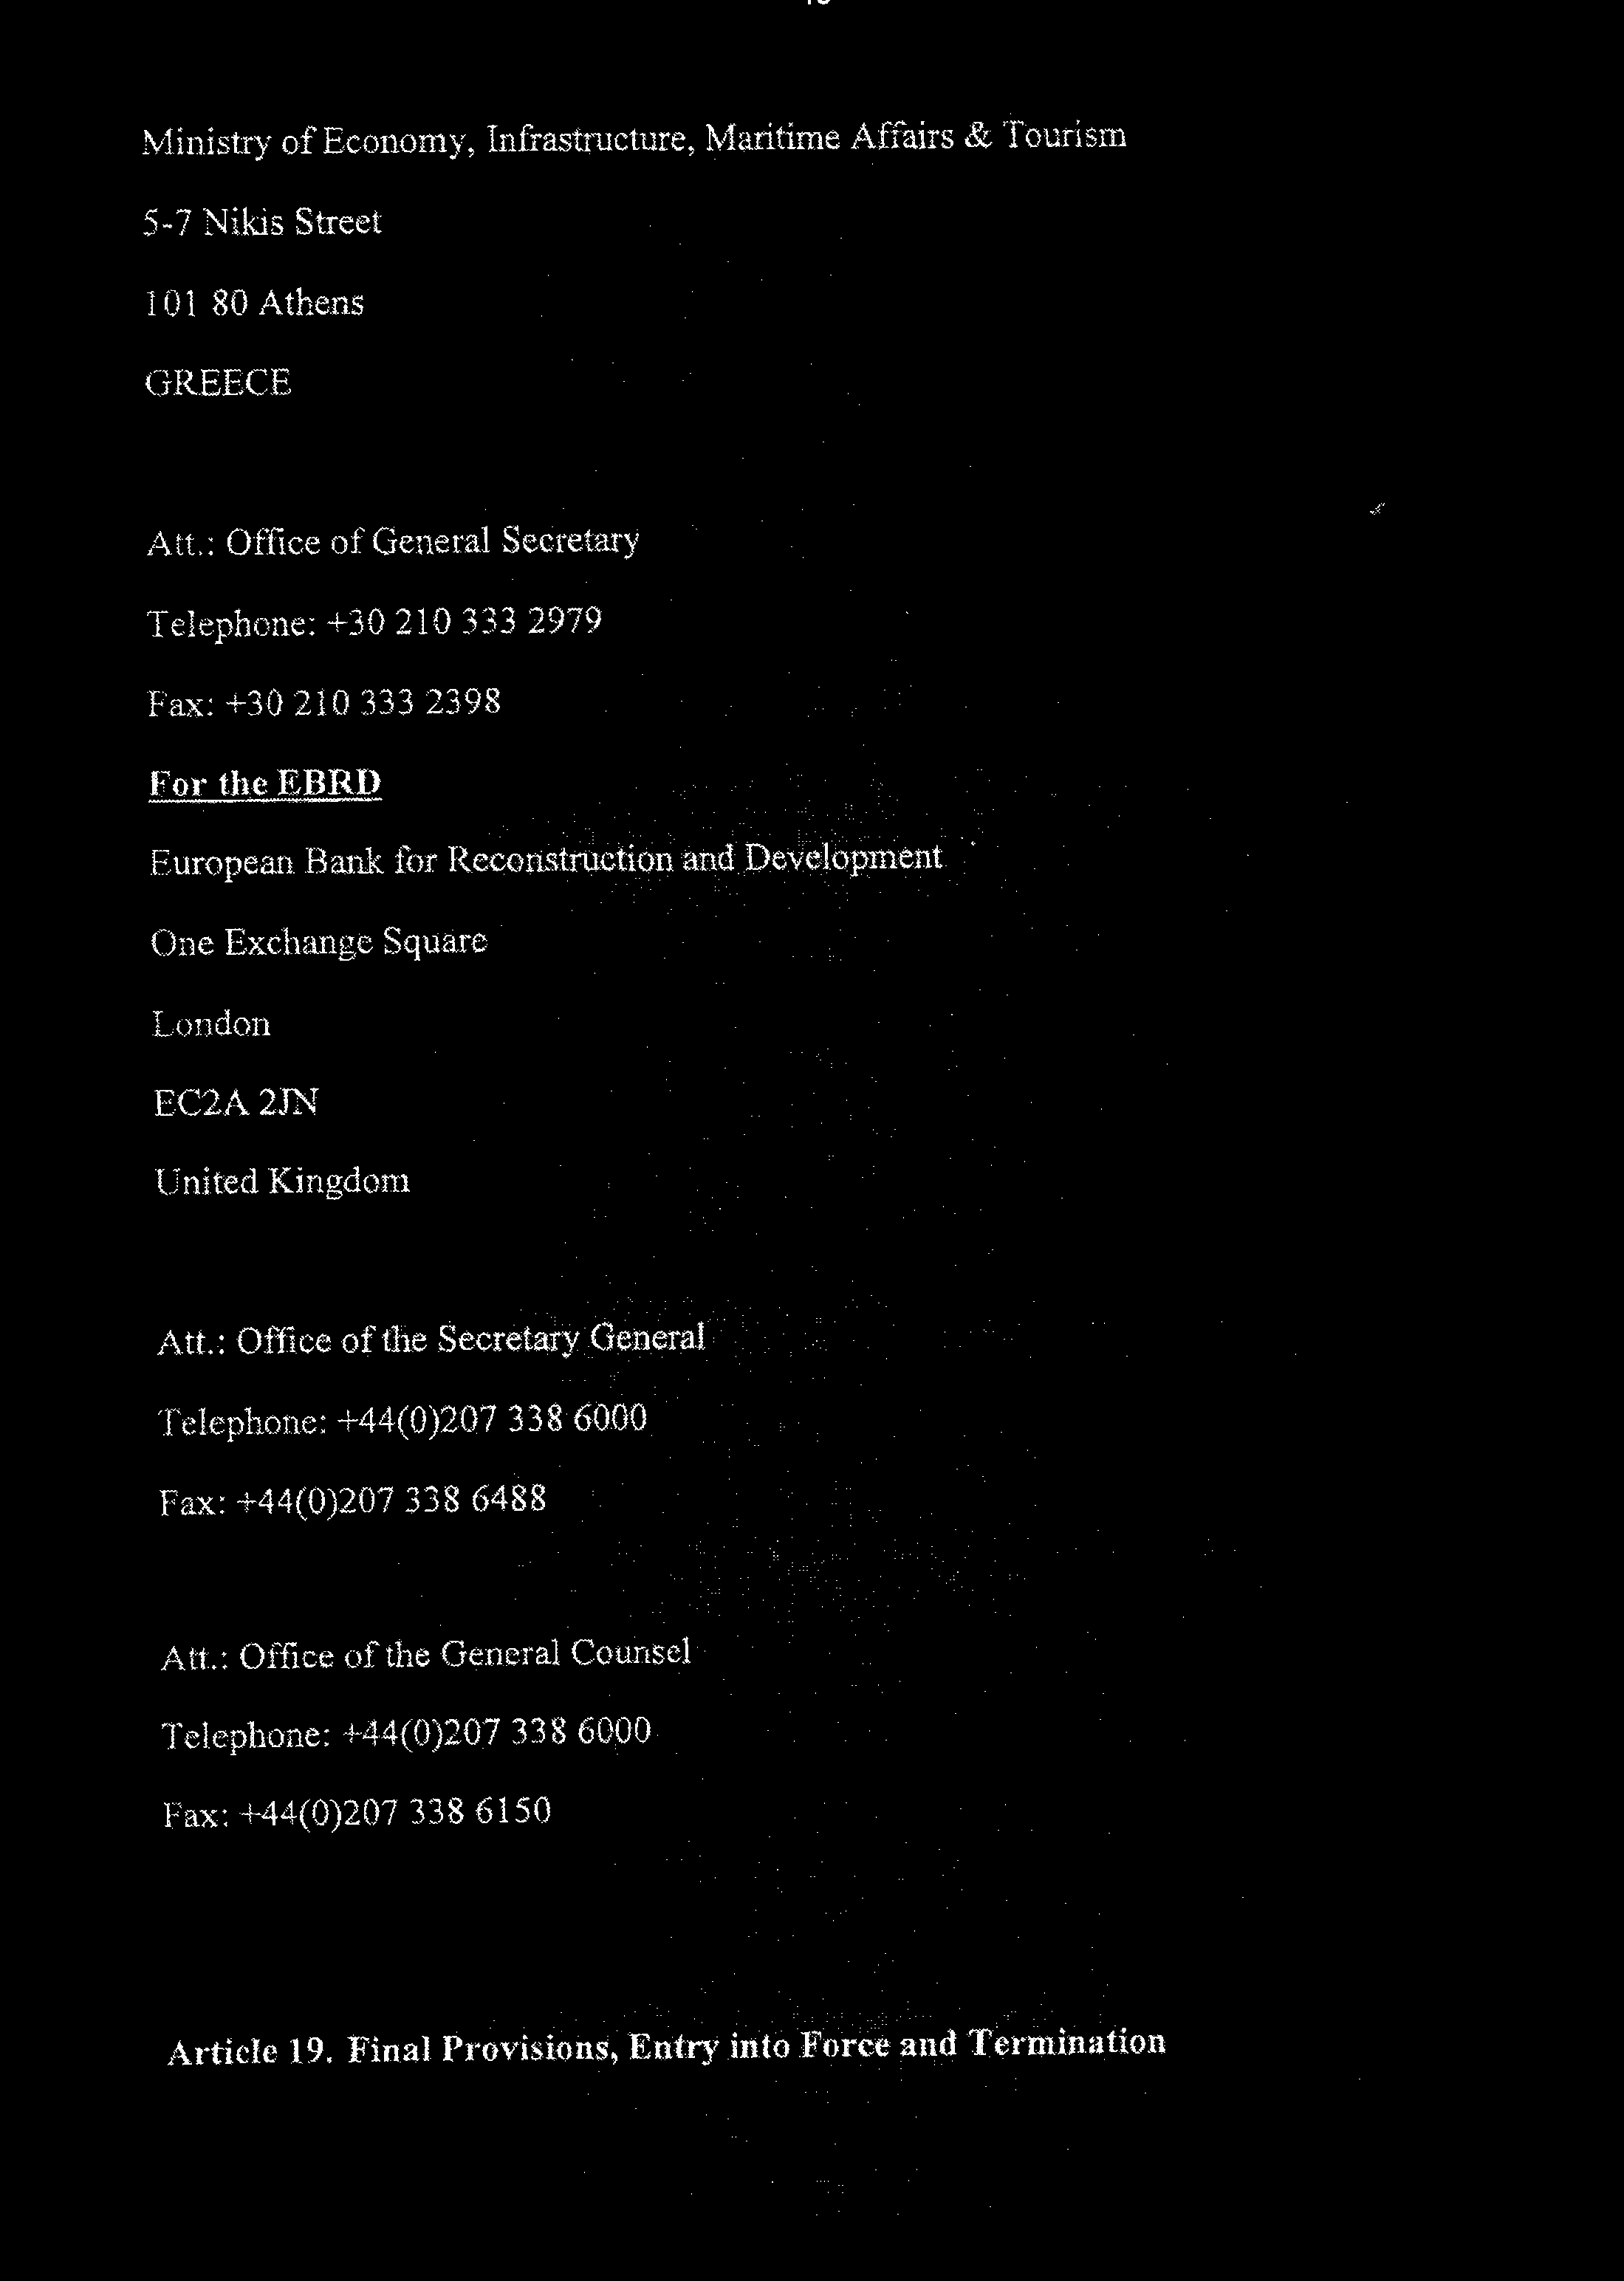 Ministry of Economy, Infrastructure, Maritime Affairs & Tourism
5-7 Nikis Street
101 80 Athens
GREECE
Att.: Office of General Secretary
Telephone: +30 210 333 2979
Fax: +30 210 333 2398
For the EBRD
European Bank for Reconstruction and Development
One Exchange Square
London
EC2A 2JN
United Kingdom
Att.: Office of the Secretary General
Telephone: +44(0)207 338 6000
Fax: +44(0)207 338 6488
Att.: Office of the General Counsel
Telephone: +44(0)207 338 6000
Fax: +44(0)207 338 6150
Article 19. Final Provisions, Entry into Force and Termination